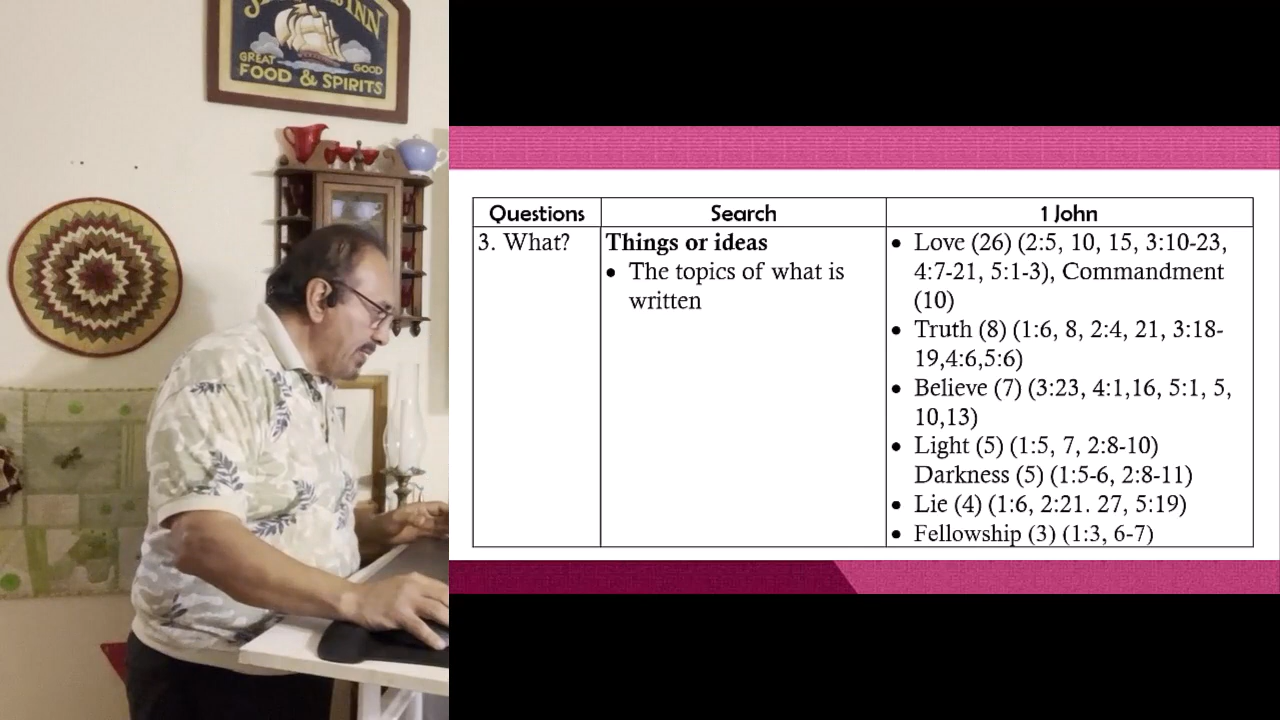 INN
GREAT GOOD
FOOD & SPIRITS
Questions Search 1 John
3. What? Things or ideas
• The topics of what is
written
• Love (26) (2:5, 10, 15, 3:10-23,
4:7-21, 5:1-3), Commandment
(10)
• Truth (8) (1:6, 8, 2:4, 21, 3:18-
19,4:6,5:6)
• Believe (7) (3:23, 4:1,16, 5:1, 5,
10,13)
• Light (5) (1:5, 7, 2:8-10)
Darkness (5) (1:5-6, 2:8-11)
• Lie (4) (1:6, 2:21. 27, 5:19)
• Fellowship (3) (1:3, 6-7)